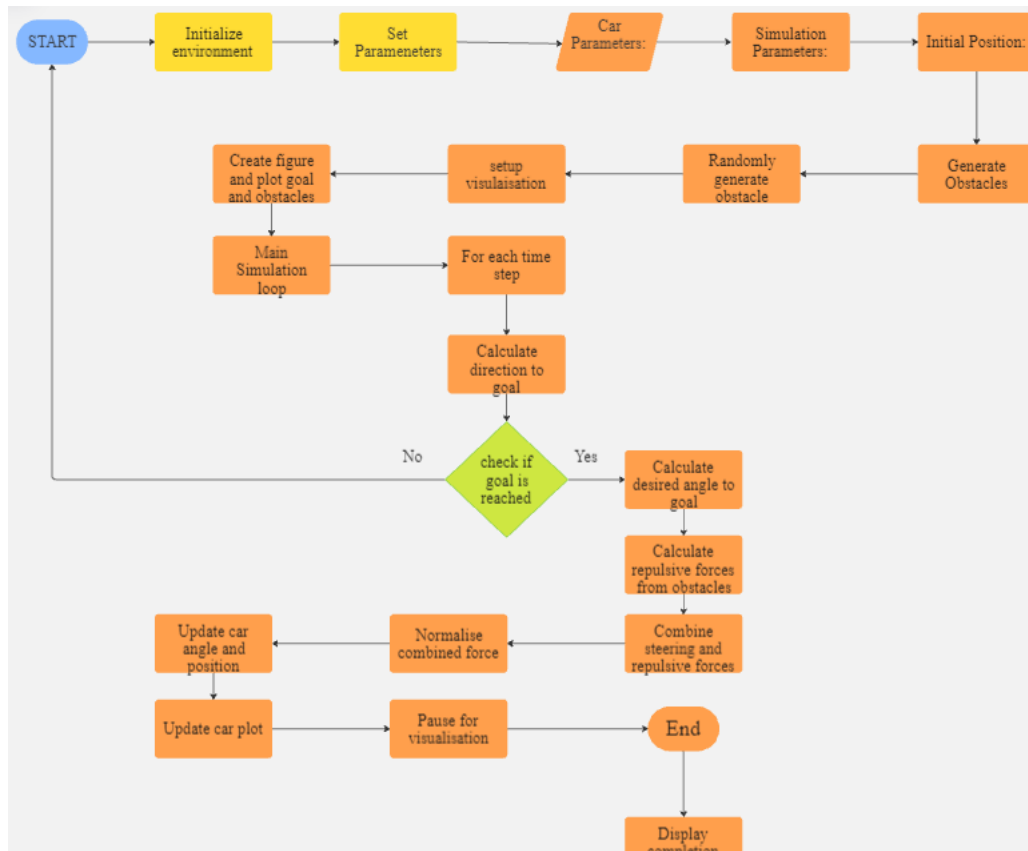 START
Initialize
environment
Set
Parameneters
Car
Parameters:
Simulation
Parameters:
Initial Position:
Create figure
and plot goal
and obstacles
setup
visulaisation
Randomly
generate
obstacle
Generate
Obstacles
Main
Simulation
loop
For each time
step
Calculate
direction to
goal
No
check if
goal is
reached
Yes
Calculate
desired angle to
goal
Calculate
repulsive forces
from obstacles
Update car
angle and
position
Normalise
combined force
Combine
steering and
repulsive forces
Update car plot
Pause for
visualisation
End
Display
completion